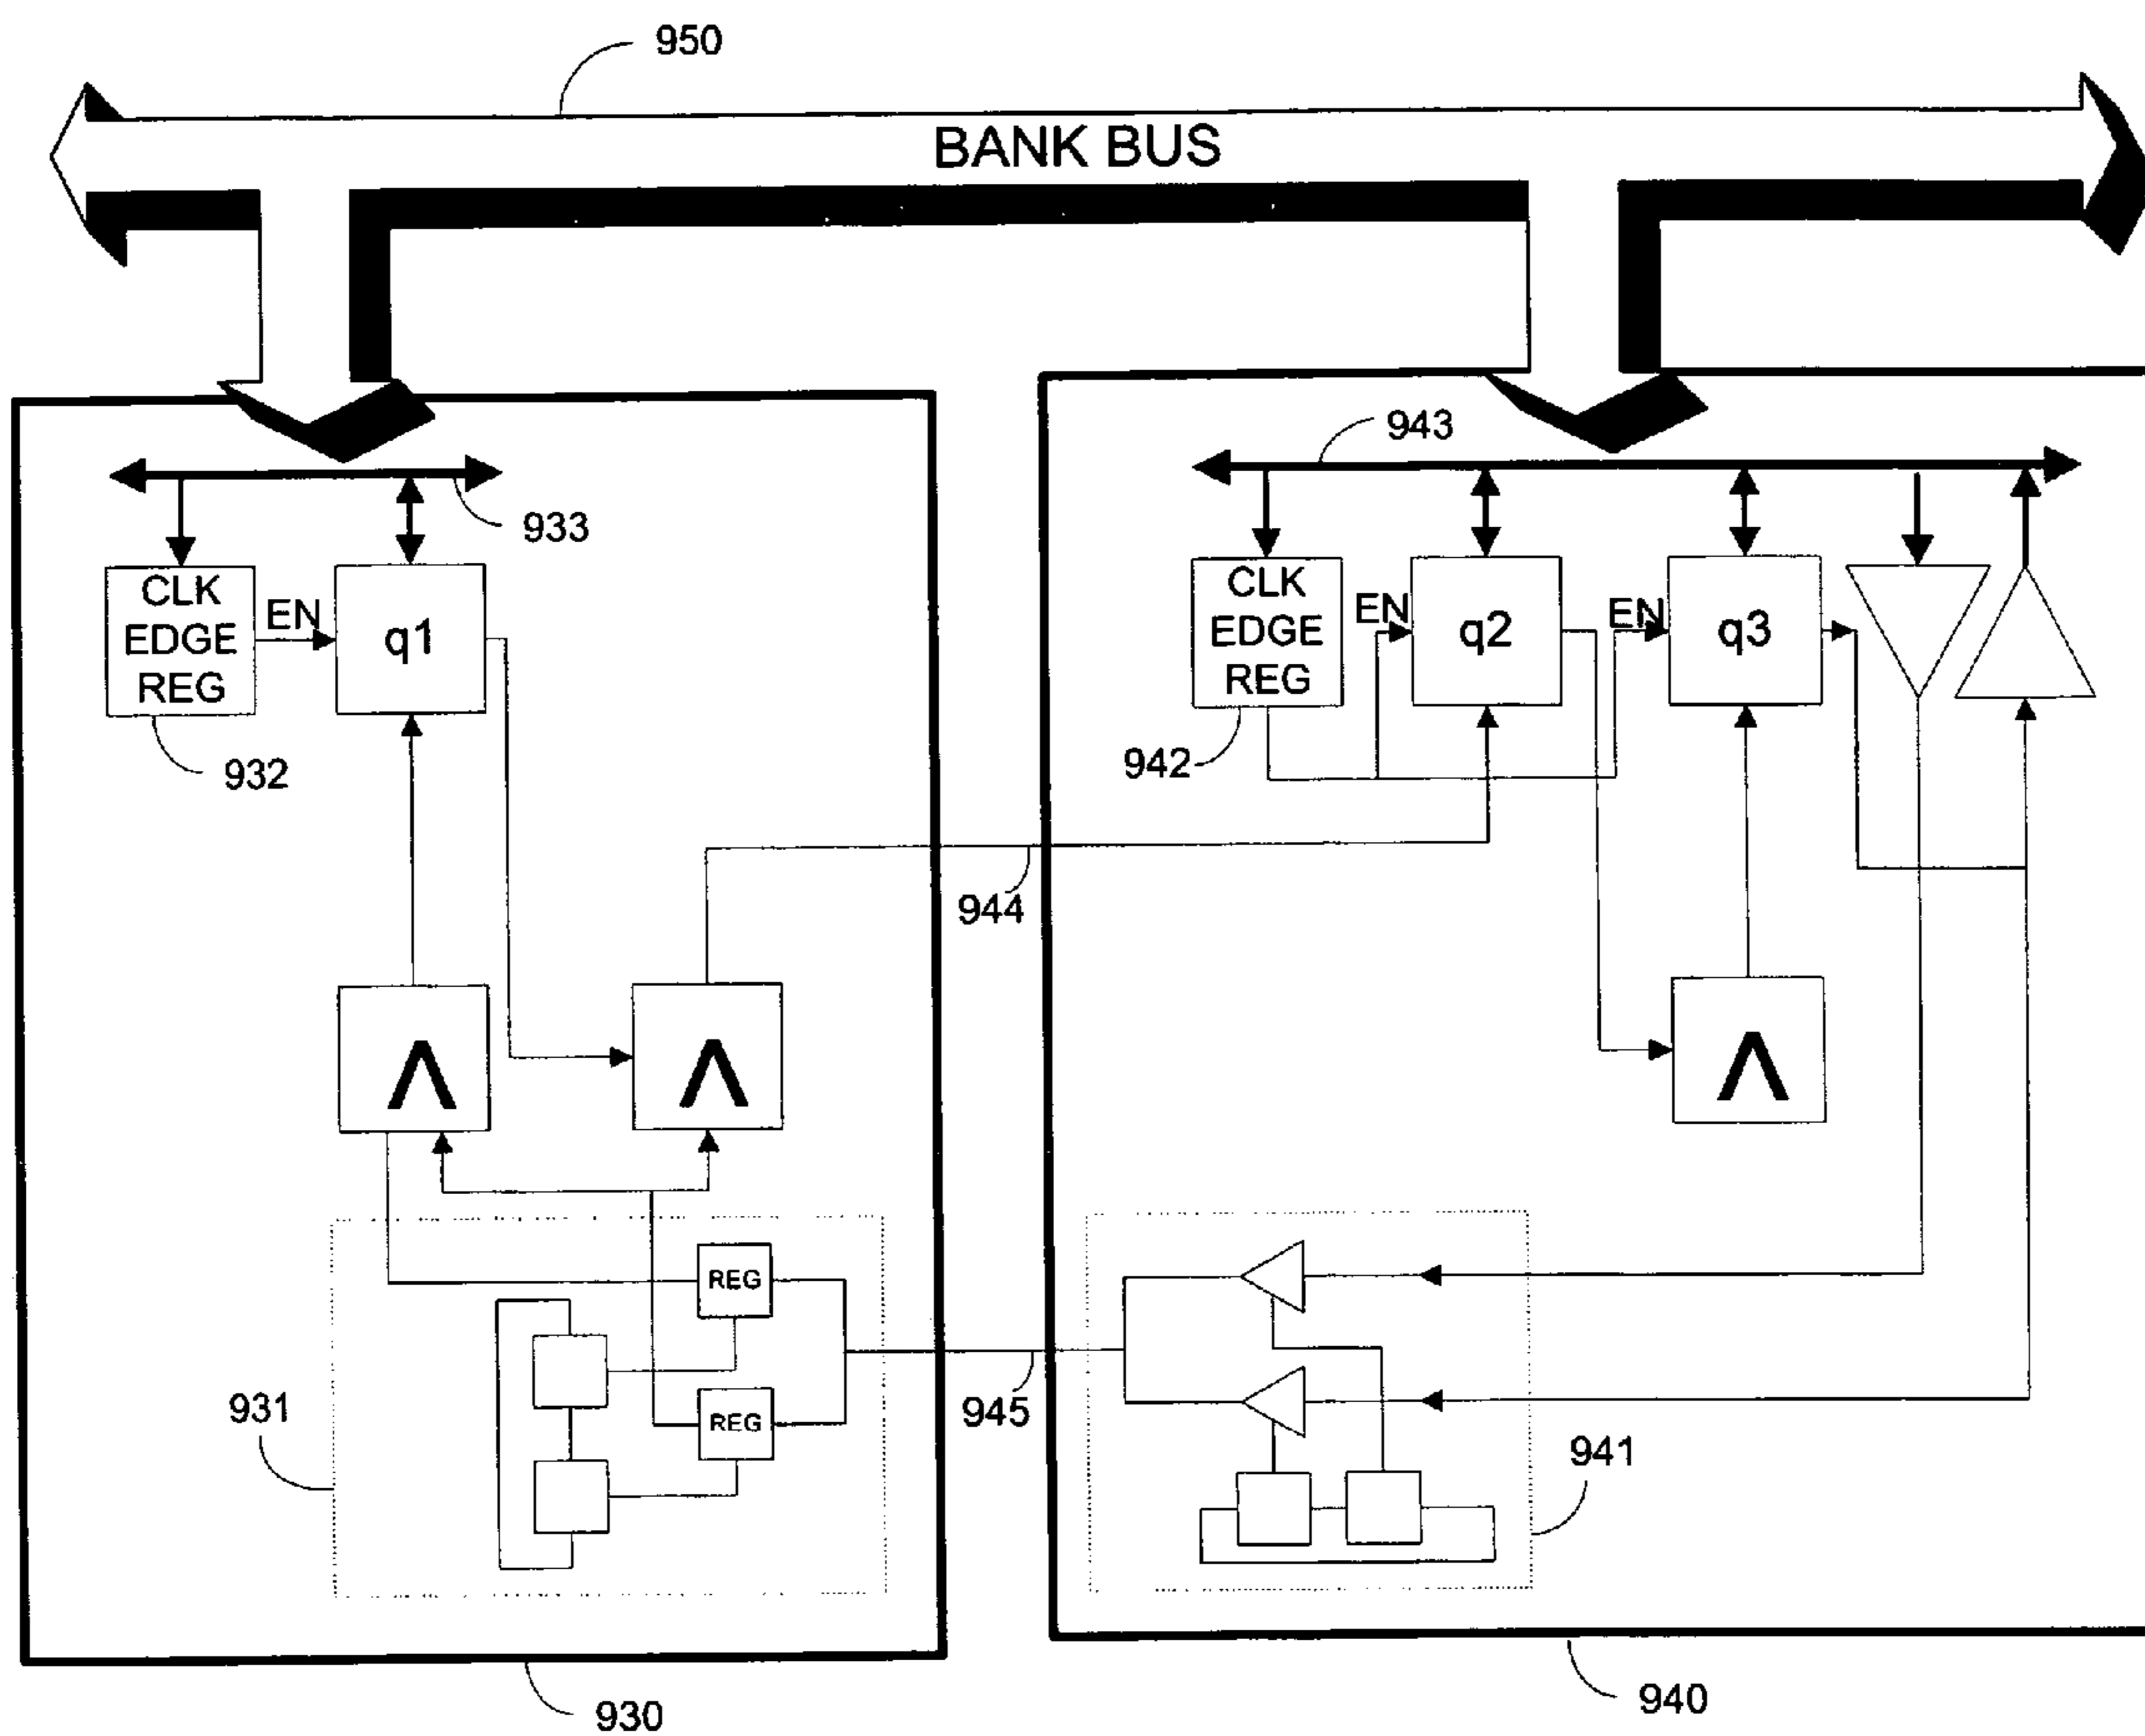 950
BANK BUS
943
933
CLK
EDGE
REG
EN
q1
CLK
EDGE
REG
EN
q2
EN
q3
932
942
944
Λ
Λ
Λ
REG
REG
931
945
941
930
940